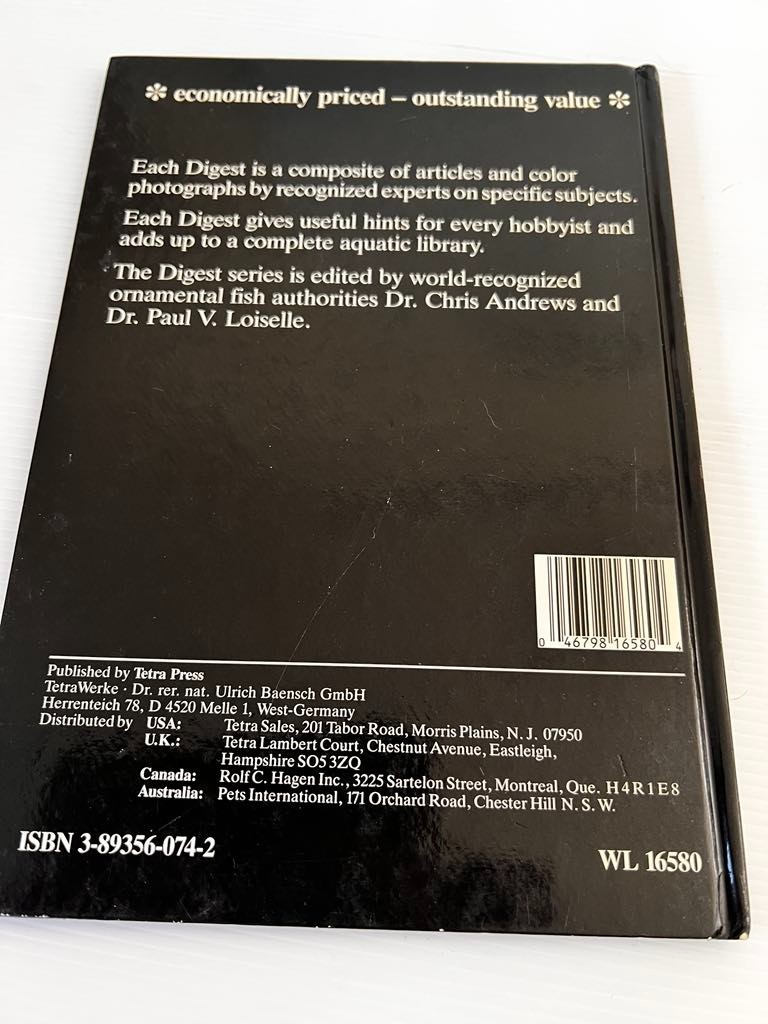 ✼ economically priced – outstanding value ✼
Each Digest is a composite of articles and color
photographs by recognized experts on specific subjects.
Each Digest gives useful hints for every hobbyist and
adds up to a complete aquatic library.
The Digest series is edited by world-recognized
ornamental fish authorities Dr. Chris Andrews and
Dr. Paul V. Loiselle.
0 46798 16580 4
Published by Tetra Press
TetraWerke · Dr. rer. nat. Ulrich Baensch GmbH
Herrenteich 78, D 4520 Melle 1, West-Germany
Distributed by USA: Tetra Sales, 201 Tabor Road, Morris Plains, N. J. 07950
U.K.: Tetra Lambert Court, Chestnut Avenue, Eastleigh,
Hampshire SO5 3ZQ
Canada: Rolf C. Hagen Inc., 3225 Sartelon Street, Montreal, Que. H4R1E8
Australia: Pets International, 171 Orchard Road, Chester Hill N. S. W.
ISBN 3-89356-074-2
WL 16580